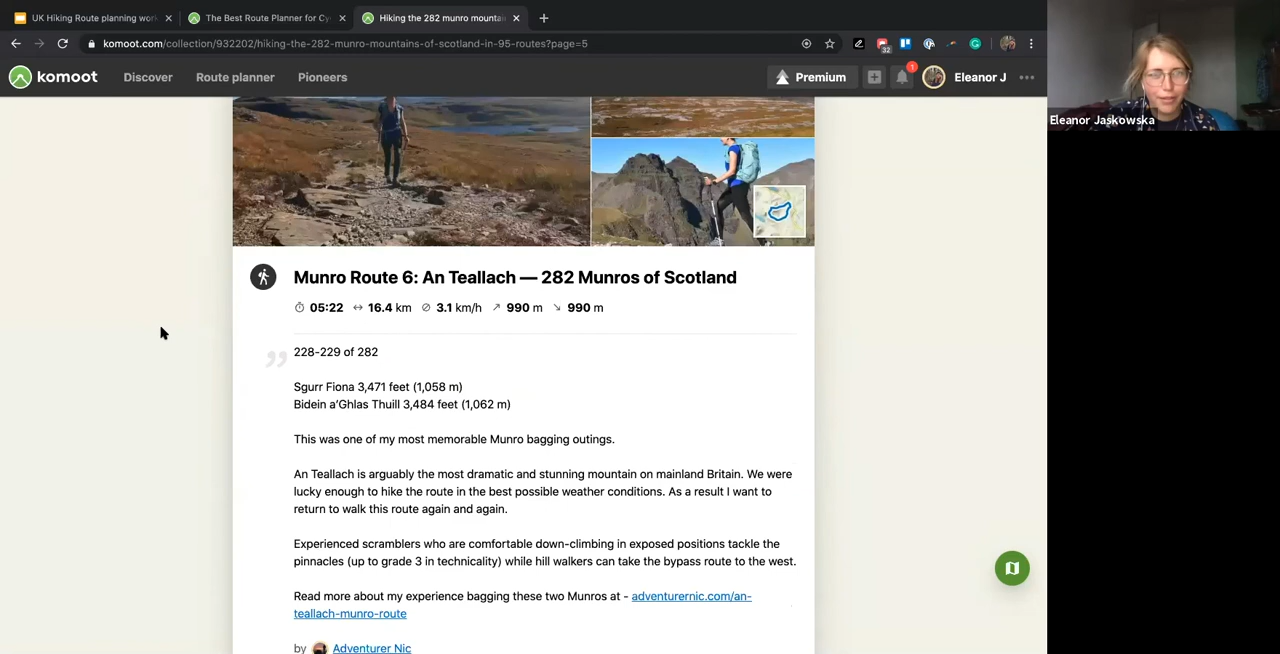 UK Hiking Route planning wor
The Best Route Planner for Cy
Hiking the 282 munro mounta
komoot.com/collection/932202/hiking-the-282-munro-mountains-of-scotland-in-95-routes?page=5
32
komoot
Discover
Route planner
Pioneers
Premium
1
Eleanor J
Eleanor Jaskowska
Munro Route 6: An Teallach — 282 Munros of Scotland
05:22 16.4 km 3.1 km/h 990 m 990 m
228-229 of 282
Sgurr Fiona 3,471 feet (1,058 m)
Bidein a'Ghlas Thuill 3,484 feet (1,062 m)
This was one of my most memorable Munro bagging outings.
An Teallach is arguably the most dramatic and stunning mountain on mainland Britain. We were
lucky enough to hike the route in the best possible weather conditions. As a result I want to
return to walk this route again and again.
Experienced scramblers who are comfortable down-climbing in exposed positions tackle the
pinnacles (up to grade 3 in technicality) while hill walkers can take the bypass route to the west.
Read more about my experience bagging these two Munros at - adventurernic.com/an-
teallach-munro-route
by Adventurer Nic